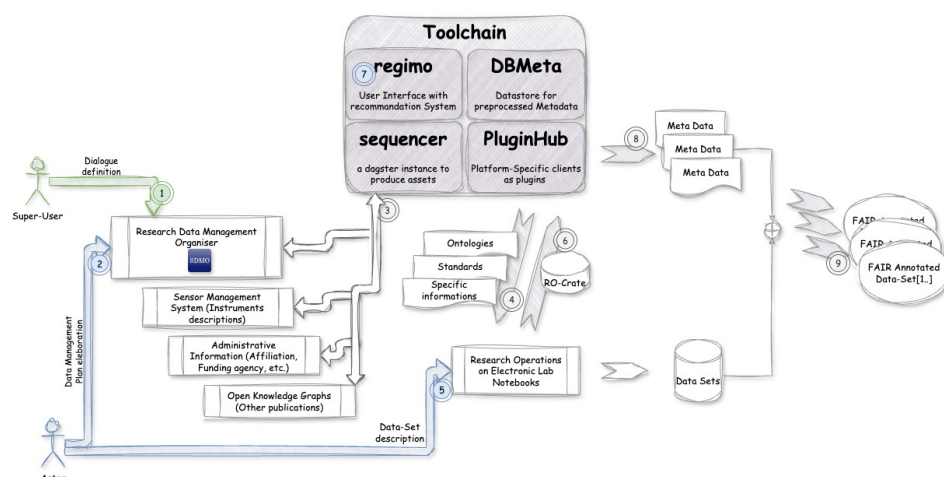 Toolchain
7
regimo
User Interface with
recommandation System
DBMeta
Datastore for
preprocessed Metadata
sequencer
a dagster instance to
produce assets
PluginHub
Platform-Specific clients
as plugins
8
Meta Data
Meta Data
Meta Data
Dialogue
definition
1
Super-User
3
Research Data Management
Organiser
RDMO
2
Ontologies
Standards
Specific
informations
4
6
RO-Crate
9
FAIR Annotated
Data-Set[1..]
Sensor Management
System (Instruments
descriptions)
Administrative
Information (Affiliation,
Funding agency, etc.)
Open Knowledge Graphs
(Other publications)
Data Management
Plan eleboration
5
Research Operations
on Electronic Lab
Notebooks
Data Sets
Data-Set
description